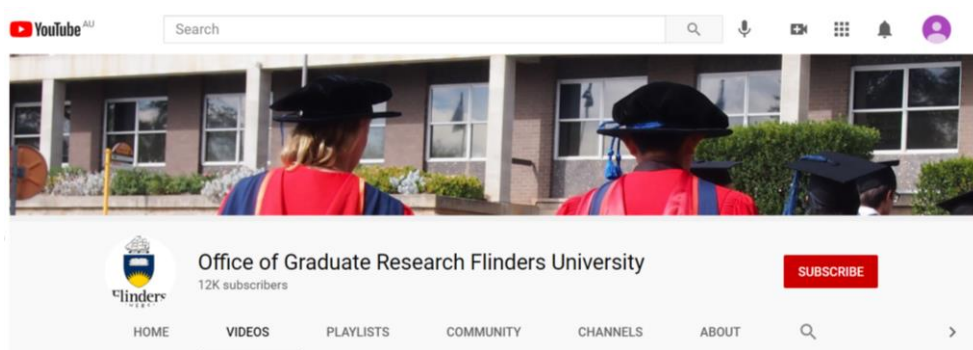 YouTube AU
Search
Office of Graduate Research Flinders University
12K subscribers
SUBSCRIBE
Flinders
HOME VIDEOS PLAYLISTS COMMUNITY CHANNELS ABOUT